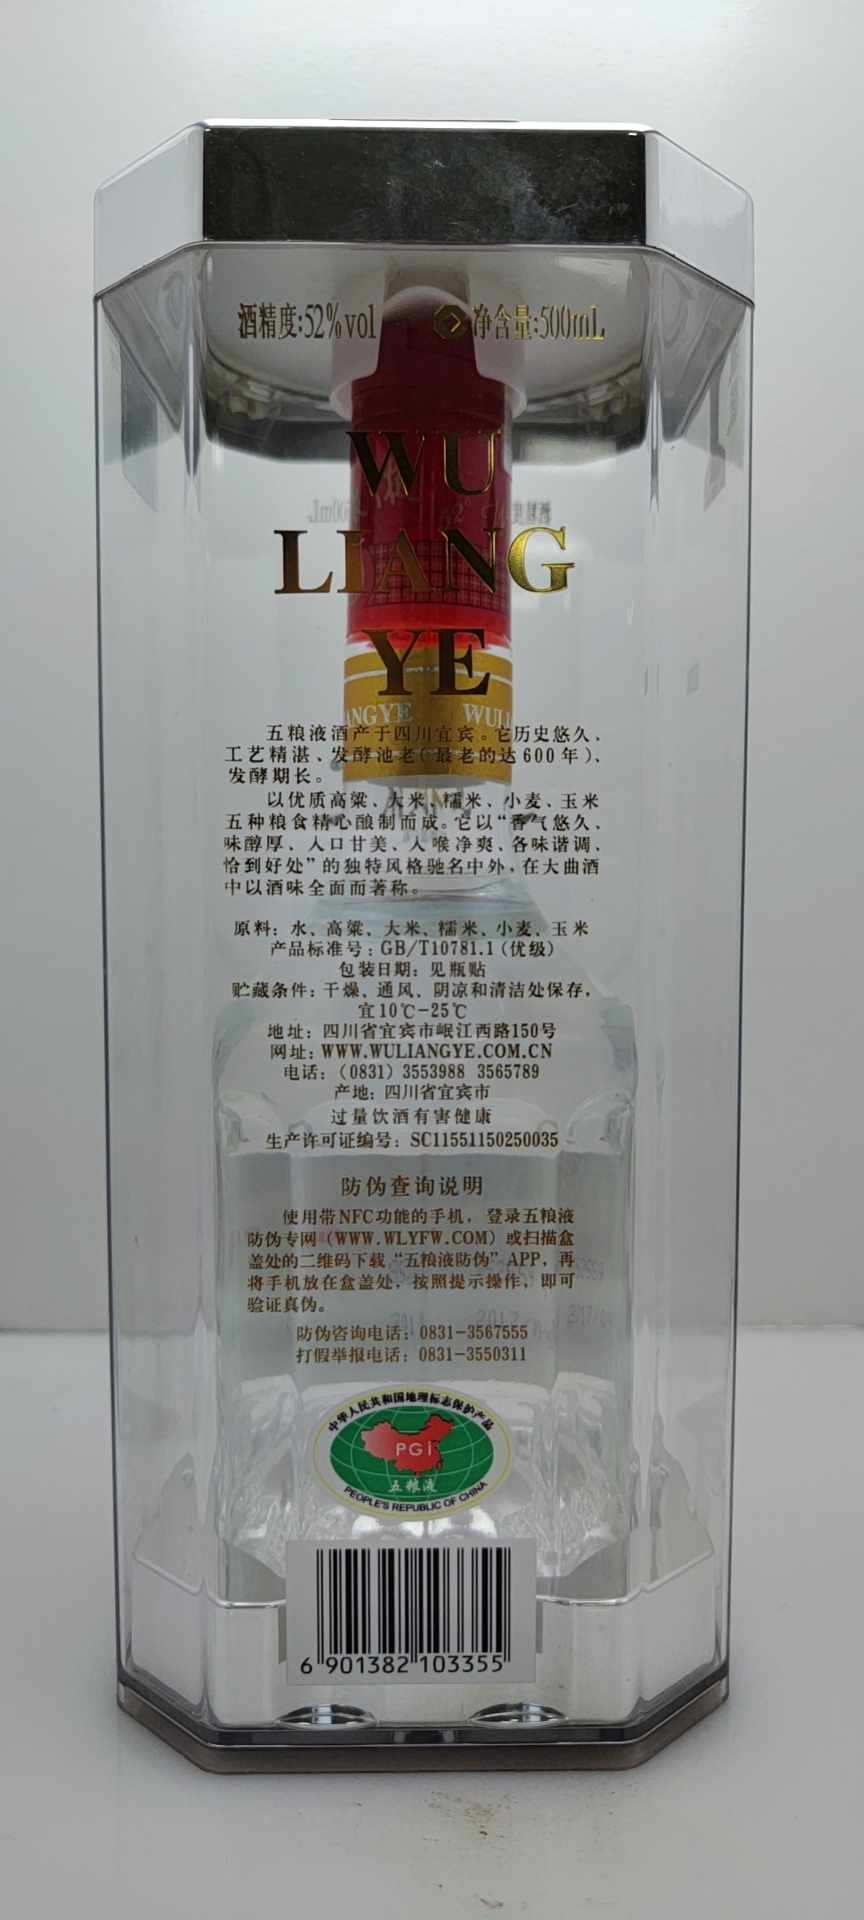 酒精度:52%vol 净含量:500mL
WU
LIANG
YE
ANGYE WULI
五粮液酒产于四川宜宾。它历史悠久、
工艺精湛、发酵池老(最老的达600年)、
发酵期长。
以优质高粱、大米、糯米、小麦、玉米
五种粮食精心酿制而成。它以“香气悠久、
味醇厚、入口甘美、入喉净爽、各味谐调、
恰到好处”的独特风格驰名中外,在大曲酒
中以酒味全面而著称。
原料: 水、高粱、大米、糯米、小麦、玉米
产品标准号: GB/T10781.1 (优级)
包装日期: 见瓶贴
贮藏条件: 干燥、通风、阴凉和清洁处保存,
宜10℃-25℃
地址: 四川省宜宾市岷江西路150号
网址: WWW.WULIANGYE.COM.CN
电话: (0831) 3553988 3565789
产地: 四川省宜宾市
过量饮酒有害健康
生产许可证编号: SC11551150250035
防伪查询说明
使用带NFC功能的手机, 登录五粮液
防伪专网 (WWW.WLYFW.COM) 或扫描盒
盖处的二维码下载“五粮液防伪”APP, 再
将手机放在盒盖处, 按照提示操作, 即可
验证真伪。
防伪咨询电话: 0831-3567555
打假举报电话: 0831-3550311
中华人民共和国地理标志保护产品
PGi
五粮液
PEOPLE'S REPUBLIC OF CHINA
6 901382 103355